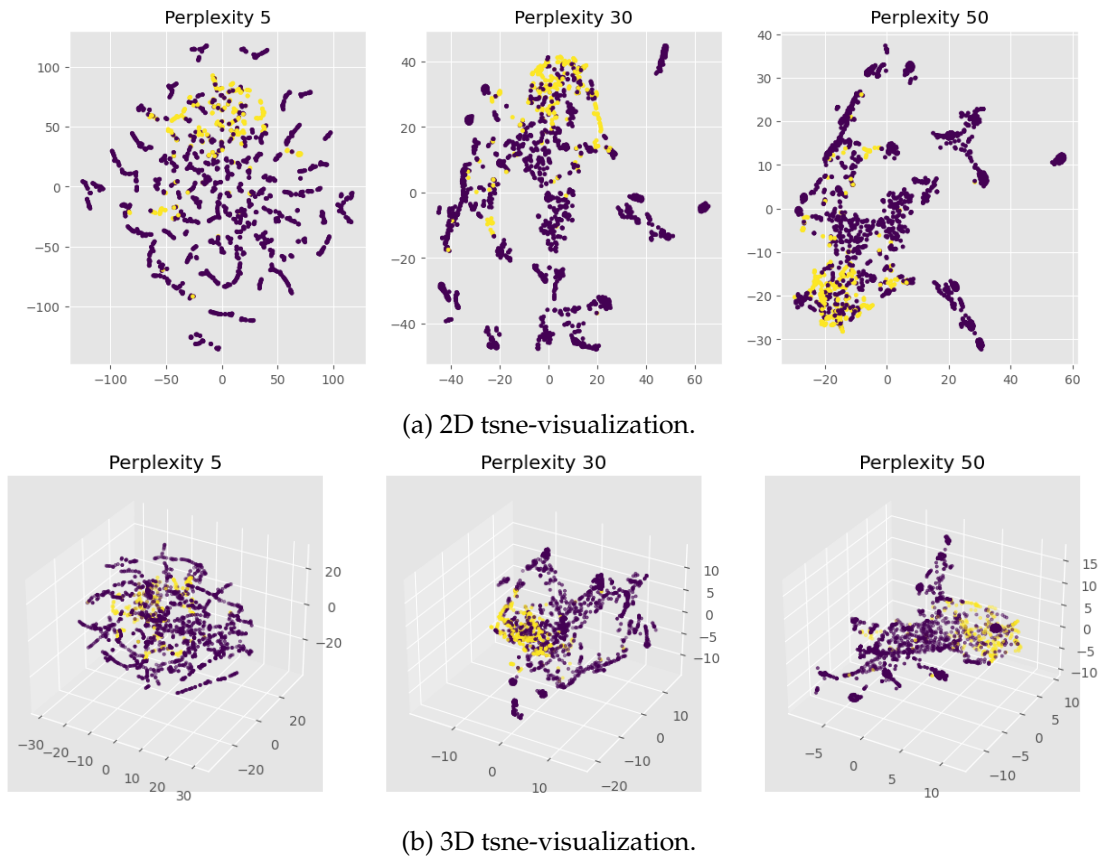 Perplexity 5 Perplexity 30 Perplexity 50
100 40 40
50 20 30
0 0 20
−50 −20 10
−100 −40 0
−10
−20
−30
−100 −50 0 50 100 −40 −20 0 20 40 60 −20 0 20 40 60
(a) 2D tsne-visualization.
Perplexity 5 Perplexity 30 Perplexity 50
20 0 −20
−30 −20 −10 0 10 20 30
−20 0 20
10 5 0 −5 −10
−10 0 10
−20 −10 0 10
15 10 5 0 −5 −10
−5 0 5 10
−10 −5 0 5 10
(b) 3D tsne-visualization.